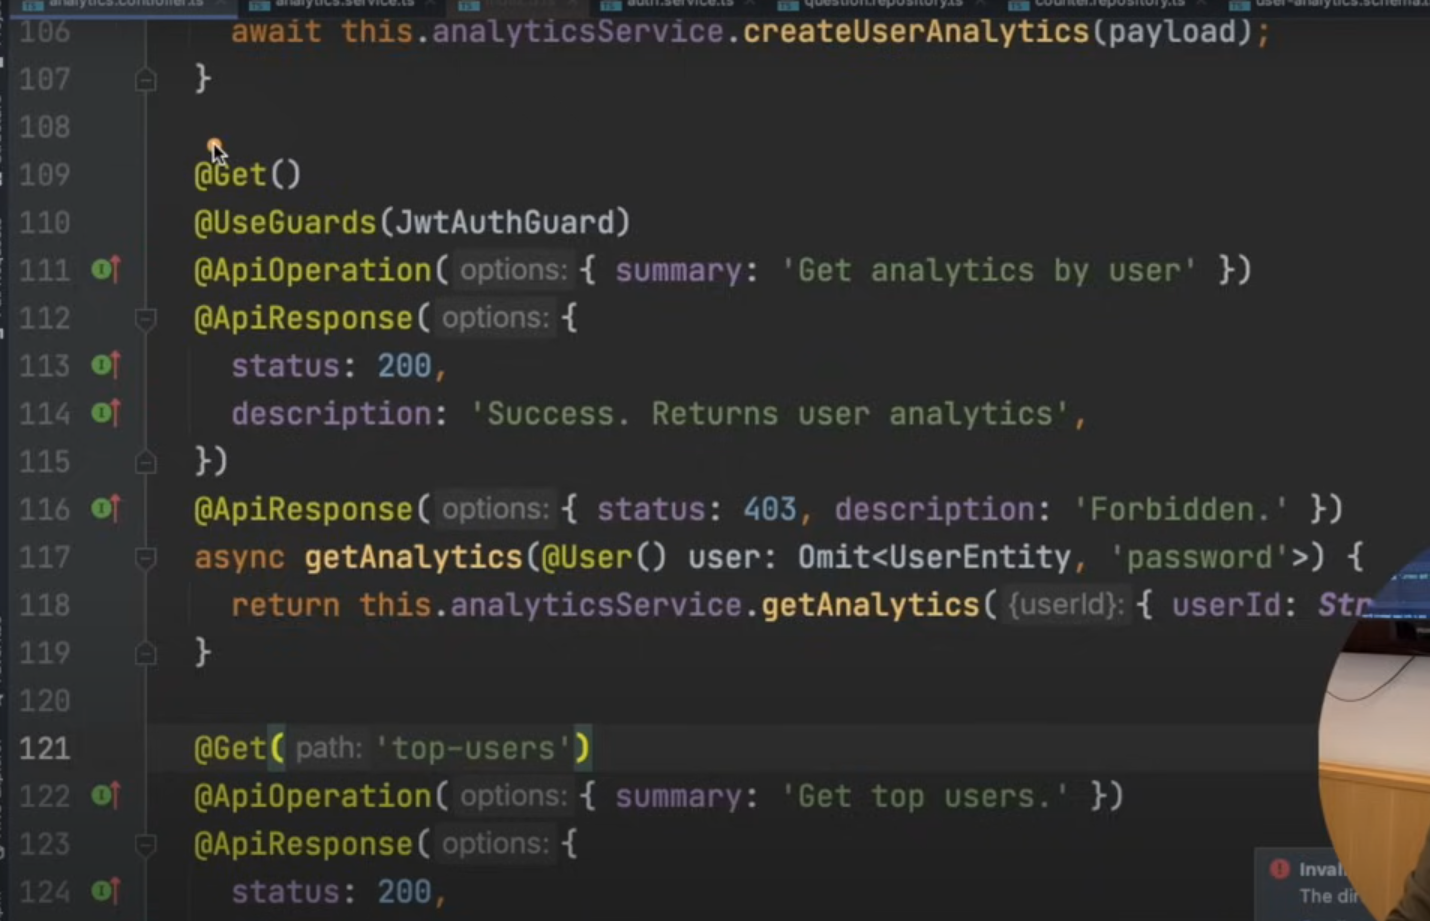 analytics.controller.ts analytics.service.ts auth.service.ts question.repository.ts counter.repository.ts user-analytics.schema.t
106 await this.analyticsService.createUserAnalytics(payload);
107 }
108
109 @Get()
110 @UseGuards(JwtAuthGuard)
111 @ApiOperation( options: { summary: 'Get analytics by user' })
112 @ApiResponse( options: {
113 status: 200,
114 description: 'Success. Returns user analytics',
115 })
116 @ApiResponse( options: { status: 403, description: 'Forbidden.' })
117 async getAnalytics(@User() user: Omit<UserEntity, 'password'>) {
118 return this.analyticsService.getAnalytics( {userId}: { userId: Str
119 }
120
121 @Get( path: 'top-users')
122 @ApiOperation( options: { summary: 'Get top users.' })
123 @ApiResponse( options: {
124 status: 200,
Inval
The dir